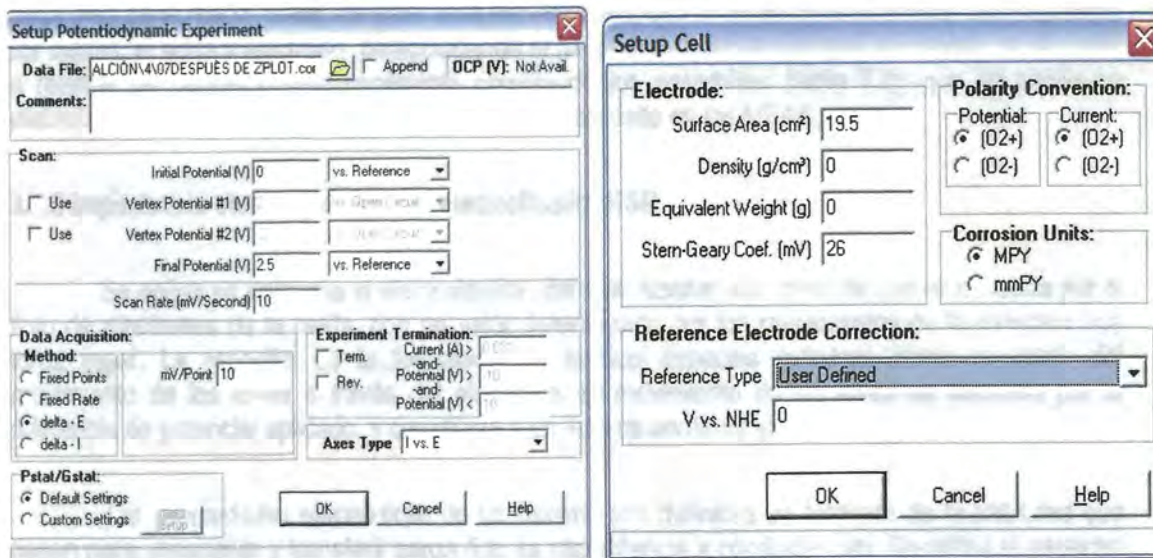 Setup Potentiodynamic Experiment
Data File: ALCIÓN\4\07DESPUÉS DE ZPLOT.cor Append OCP (V): Not Avail.
Comments:
Scan:
Initial Potential (V) 0 vs. Reference
Use Vertex Potential #1 (V)
Use Vertex Potential #2 (V)
Final Potential (V) 2.5 vs. Reference
Scan Rate (mV/Second) 10
Data Acquisition:
Method:
Fixed Points
Fixed Rate
delta - E
delta - I
mV/Point 10
Experiment Termination:
Term. Current (A) >
-and-
Rev. Potential (V) >
-and-
Potential (V) <
Axes Type I vs. E
Pstat/Gstat:
Default Settings
Custom Settings Setup
OK Cancel Help
Setup Cell
Electrode:
Surface Area (cm²) 19.5
Density (g/cm³) 0
Equivalent Weight (g) 0
Stern-Geary Coef. (mV) 26
Polarity Convention:
Potential: Current:
(O2+) (O2+)
(O2-) (O2-)
Corrosion Units:
MPY
mmPY
Reference Electrode Correction:
Reference Type User Defined
V vs. NHE 0
OK Cancel Help